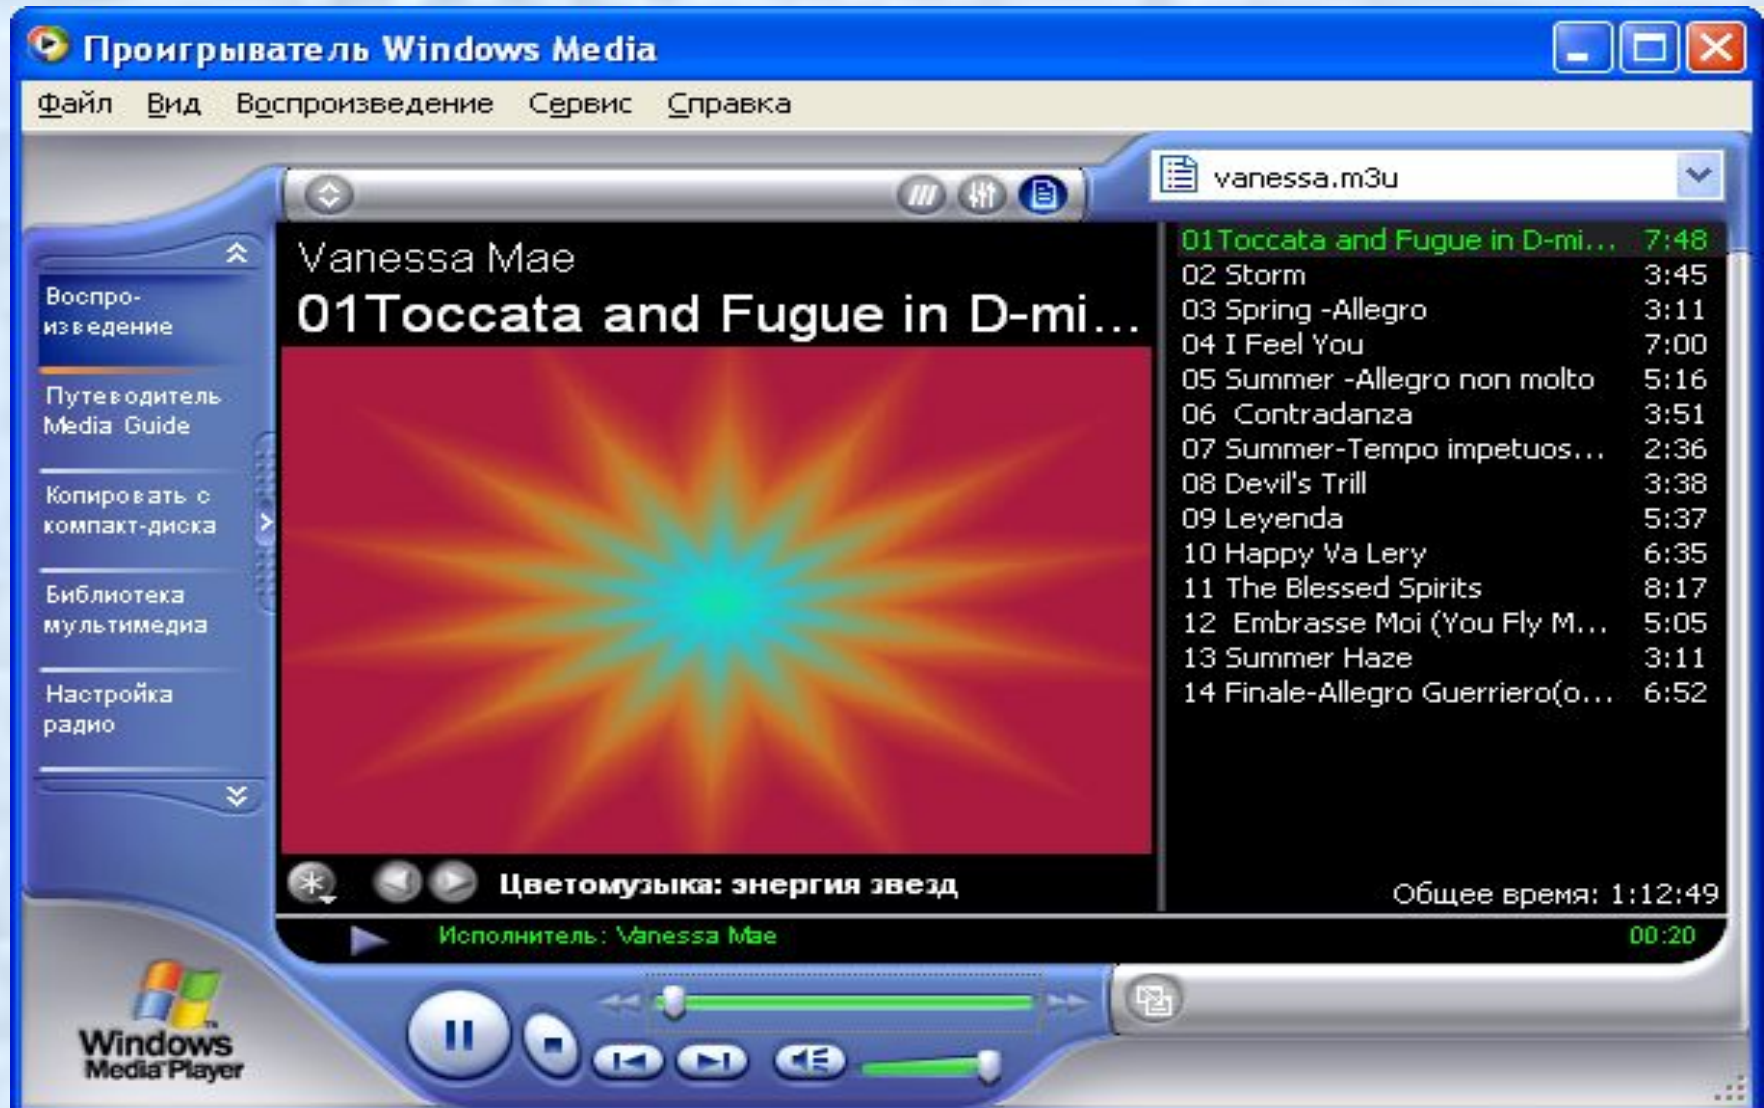 Проигрыватель Windows Media
Файл Вид Воспроизведение Сервис Справка
vanessa.m3u
Воспро-
изведение
Путеводитель
Media Guide
Копировать с
компакт-диска
Библиотека
мультимедиа
Настройка
радио
Vanessa Mae
01Toccata and Fugue in D-mi...
01Toccata and Fugue in D-mi... 7:48
02 Storm 3:45
03 Spring -Allegro 3:11
04 I Feel You 7:00
05 Summer -Allegro non molto 5:16
06 Contradanza 3:51
07 Summer-Tempo impetuos... 2:36
08 Devil's Trill 3:38
09 Leyenda 5:37
10 Happy Va Lery 6:35
11 The Blessed Spirits 8:17
12 Embrasse Moi (You Fly M... 5:05
13 Summer Haze 3:11
14 Finale-Allegro Guerriero(o... 6:52
Цветомузыка: энергия звезд
Общее время: 1:12:49
Исполнитель: Vanessa Mae 00:20
Windows
Media Player